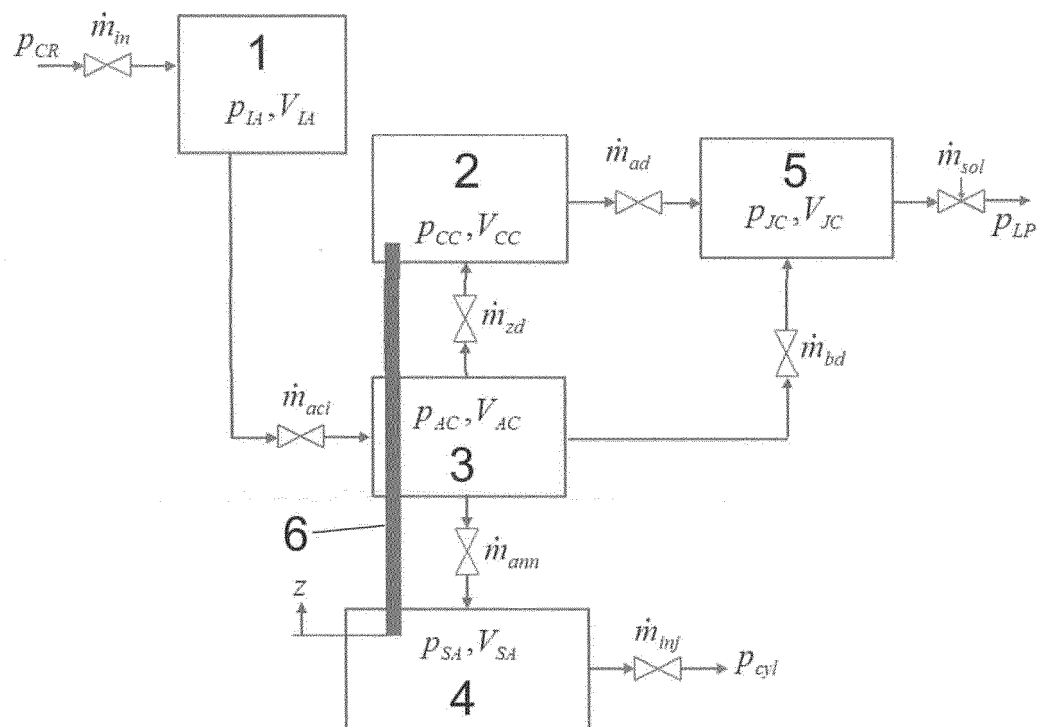 ṁ_in
p_CR
1
p_IA, V_IA
2
p_CC, V_CC
ṁ_ad
5
p_JC, V_JC
ṁ_sol
p_LP
ṁ_zd
ṁ_bd
ṁ_aci
p_AC, V_AC
3
6
ṁ_ann
z
p_SA, V_SA
4
ṁ_inj
p_cyl